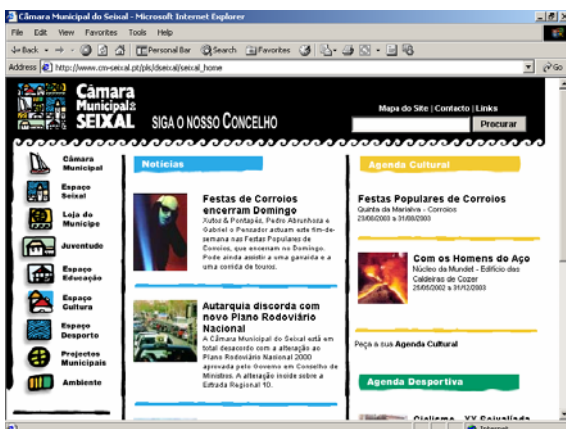 Câmara Municipal do Seixal - Microsoft Internet Explorer
File Edit View Favorites Tools Help
Back Personal Bar Search Favorites
Address http://www.cm-seixal.pt/pls/dseixal/seixal_home Go
Câmara
Municipal
SEIXAL
SIGA O NOSSO CONCELHO
Mapa do Site | Contacto | Links
Procurar
Câmara
Municipal
Espaço
Seixal
Loja do
Munícipe
Juventude
Espaço
Educação
Espaço
Cultura
Espaço
Desporto
Projectos
Municipais
Ambiente
Notícias
Festas de Corroios
encerram Domingo
Xutos & Pontapés, Pedro Abrunhosa e
Gabriel o Pensador actuam este fim-de-
semana nas Festas Populares de
Corroios, que encerram no Domingo.
Pode ainda assistir a uma garraiada e a
uma corrida de touros.
Autarquia discorda com
novo Plano Rodoviário
Nacional
A Câmara Municipal do Seixal está em
total desacordo com a alteração ao
Plano Rodoviário Nacional 2000
aprovada pelo Governo em Conselho de
Ministros. A alteração incide sobre a
Estrada Regional 10.
Agenda Cultural
Festas Populares de Corroios
Quinta da Marialva - Corroios
a 31/08/2003
Com os Homens do Aço
Núcleo da Mundet - Edifício das
Caldeiras de Cozer
25/05/2002 a 31/12/2003
Peça a sua Agenda Cultural
Agenda Desportiva
Ciclismo - XX Seixalíada
Internet